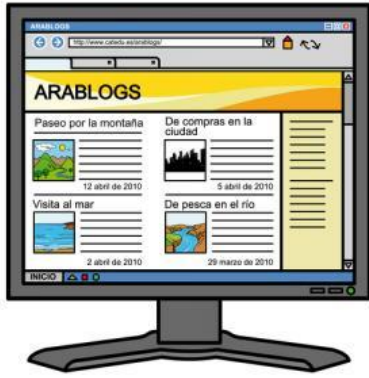 ARABLOGS
http://www.catedu.es/arablogs/
ARABLOGS
Paseo por la montaña
12 abril de 2010
De compras en la
ciudad
5 abril de 2010
Visita al mar
2 abril de 2010
De pesca en el río
29 marzo de 2010
INICIO